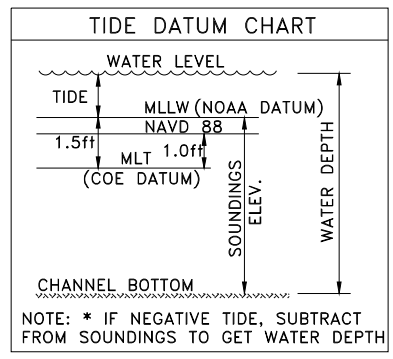 TIDE DATUM CHART
WATER LEVEL
TIDE
MLLW (NOAA DATUM)
NAVD 88
1.5ft
1.0ft
MLT
(COE DATUM)
SOUNDINGS
ELEV.
WATER DEPTH
CHANNEL BOTTOM
NOTE: * IF NEGATIVE TIDE, SUBTRACT
FROM SOUNDINGS TO GET WATER DEPTH